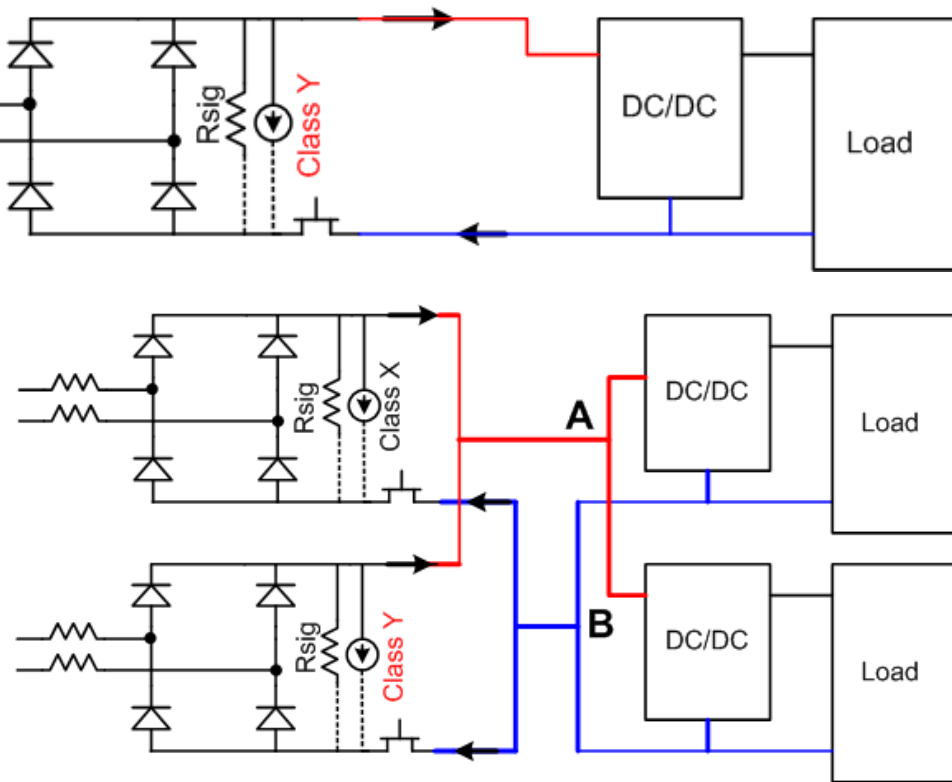 Rsig
Class Y
DC/DC
Load
Rsig
Class X
A
DC/DC
Load
Rsig
Class Y
B
DC/DC
Load